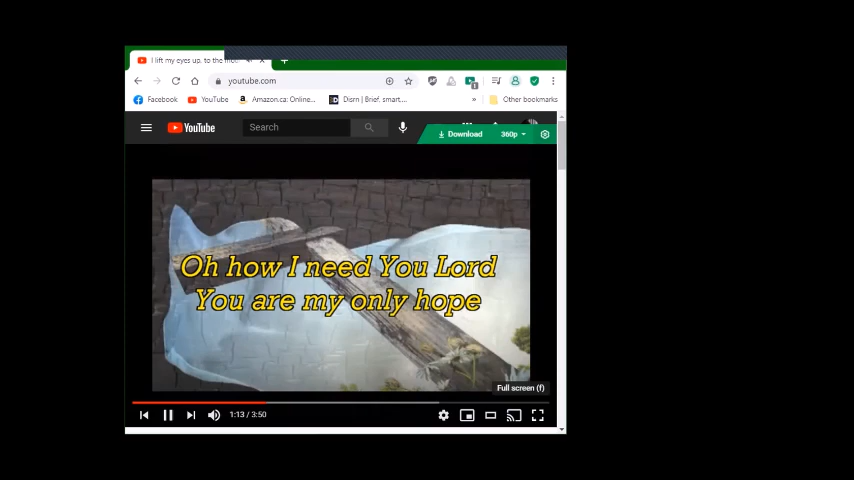 I lift my eyes up, to the mo
youtube.com
Facebook
YouTube
Amazon.ca: Online...
Disrn | Brief, smart....
»
Other bookmarks
YouTube
Search
Download
360p
Oh how I need You Lord
You are my only hope
Full screen (f)
1:13 / 3:50